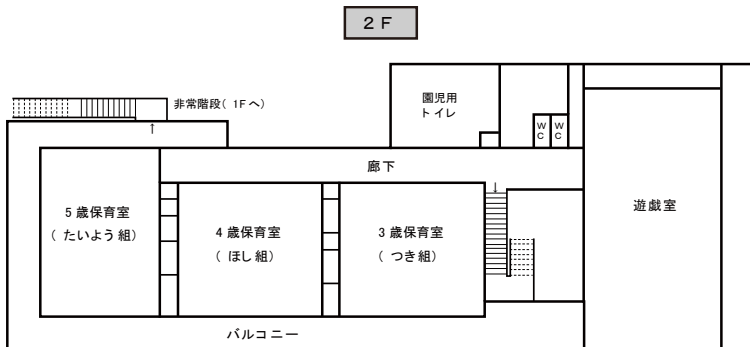 2F
非常階段(1Fへ)
↑
園児用
トイレ
WC
WC
廊下
5歳保育室
(たいよう組)
4歳保育室
(ほし組)
3歳保育室
(つき組)
↓
遊戯室
バルコニー